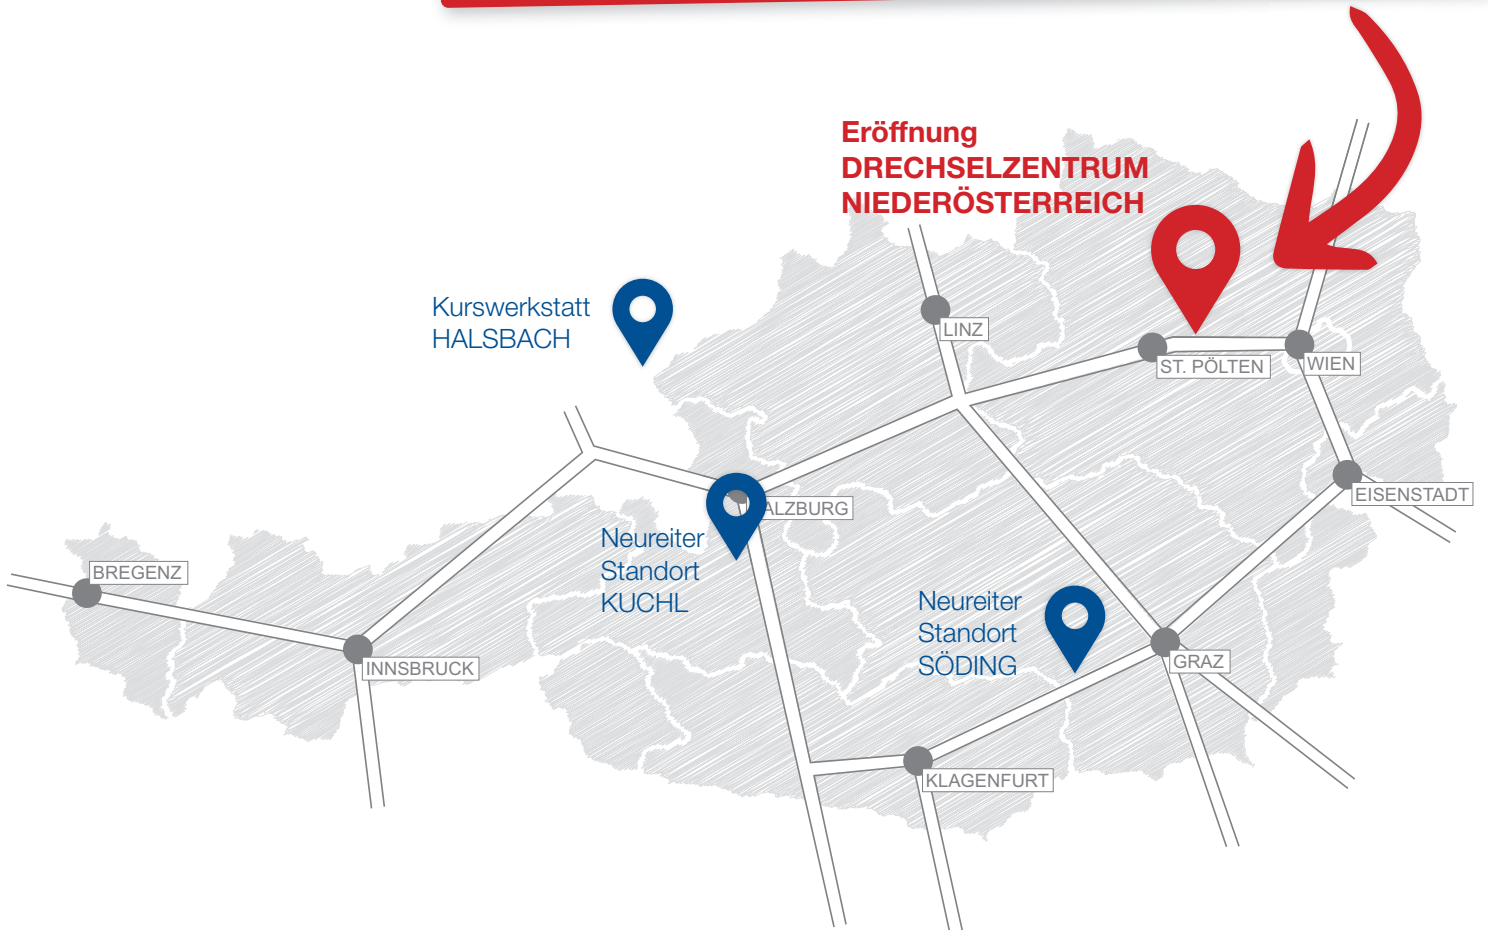 Eröffnung
DRECHSELZENTRUM
NIEDERÖSTERREICH
Kurswerkstatt
HALSBACH
LINZ
ST. PÖLTEN
WIEN
EISENSTADT
ALZBURG
Neureiter
Standort
KUCHL
BREGENZ
INNSBRUCK
Neureiter
Standort
SÖDING
GRAZ
KLAGENFURT